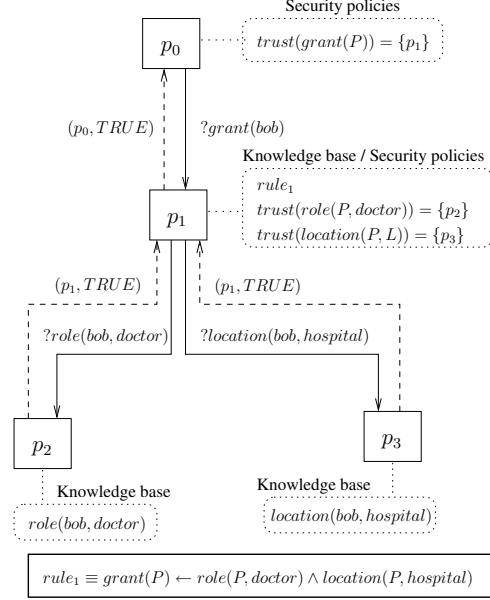 Security policies
p₀
trust(grant(P)) = {p₁}
(p₀, TRUE)
?grant(bob)
Knowledge base / Security policies
rule₁
p₁
trust(role(P, doctor)) = {p₂}
trust(location(P, L)) = {p₃}
(p₁, TRUE)
(p₁, TRUE)
?role(bob, doctor)
?location(bob, hospital)
p₂
p₃
Knowledge base
role(bob, doctor)
Knowledge base
location(bob, hospital)
rule₁ ≡ grant(P) ← role(P, doctor) ∧ location(P, hospital)